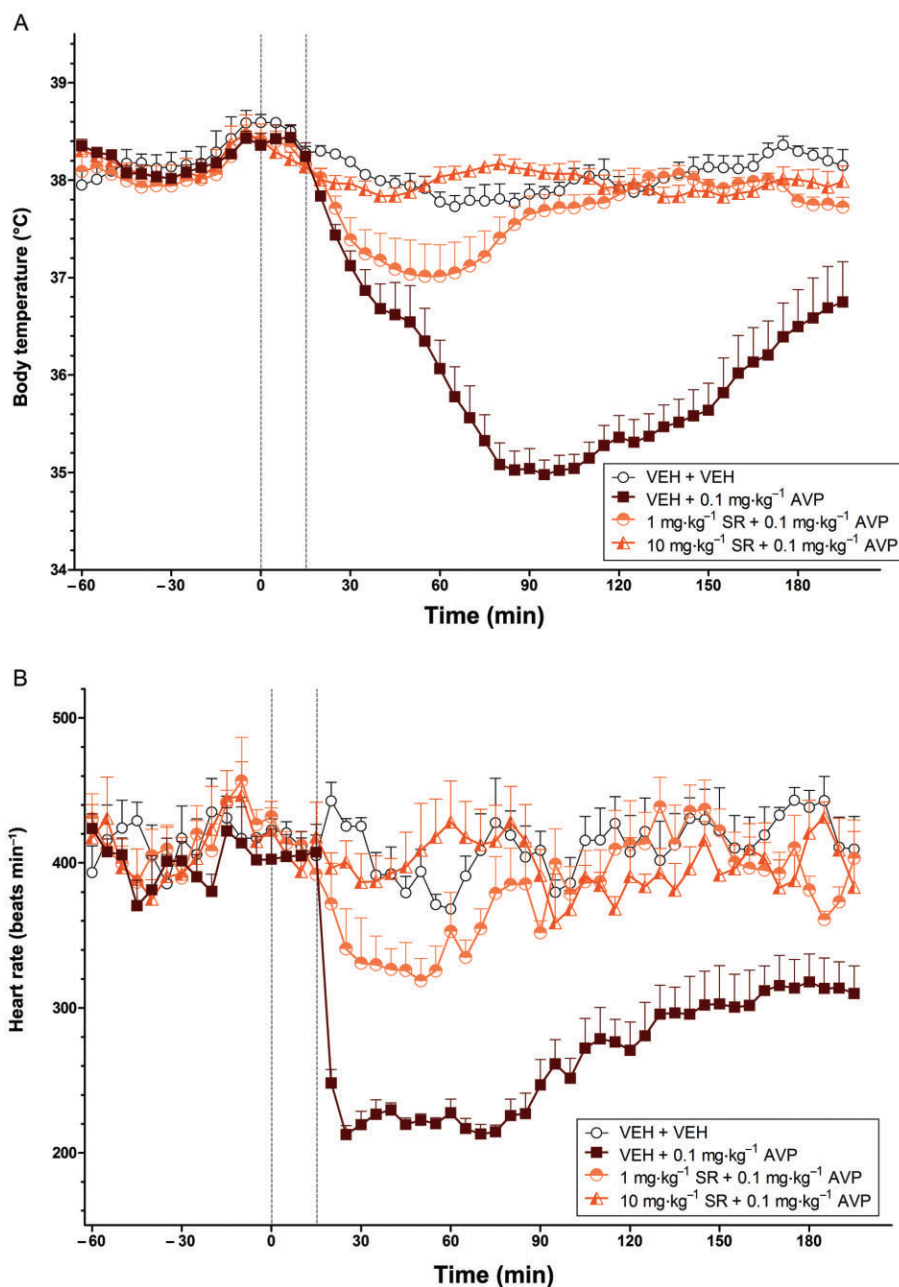 A
39
38
37
36
35
34
Body temperature (°C)
VEH + VEH
VEH + 0.1 mg·kg⁻¹ AVP
1 mg·kg⁻¹ SR + 0.1 mg·kg⁻¹ AVP
10 mg·kg⁻¹ SR + 0.1 mg·kg⁻¹ AVP
−60 −30 0 30 60 90 120 150 180
Time (min)
B
500
400
300
200
Heart rate (beats min⁻¹)
VEH + VEH
VEH + 0.1 mg·kg⁻¹ AVP
1 mg·kg⁻¹ SR + 0.1 mg·kg⁻¹ AVP
10 mg·kg⁻¹ SR + 0.1 mg·kg⁻¹ AVP
−60 −30 0 30 60 90 120 150 180
Time (min)